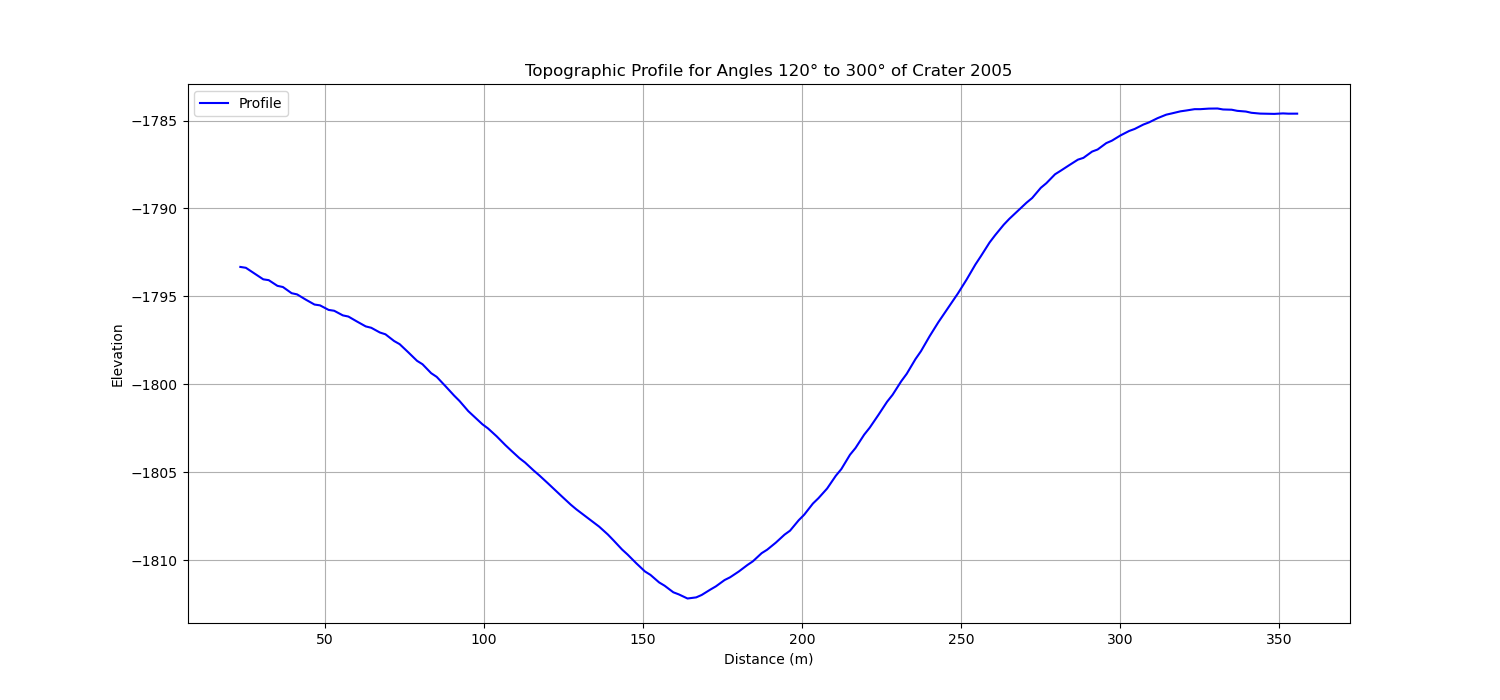 Topographic Profile for Angles 120° to 300° of Crater 2005
Profile
−1785
−1790
−1795
−1800
−1805
−1810
Elevation
50 100 150 200 250 300 350
Distance (m)